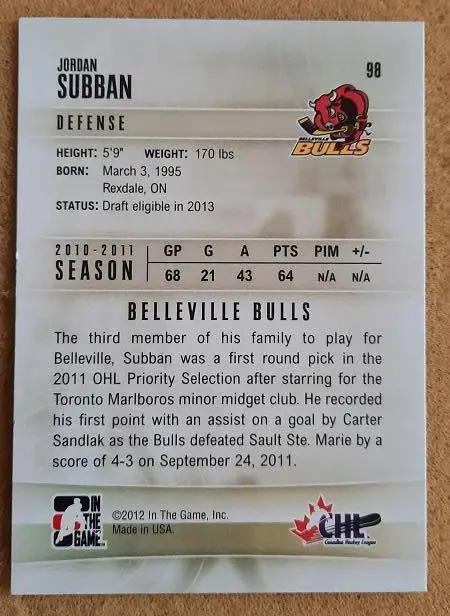 JORDAN
SUBBAN
98
DEFENSE
BELLEVILLE
BULLS
HEIGHT: 5'9" WEIGHT: 170 lbs
BORN: March 3, 1995
Rexdale, ON
STATUS: Draft eligible in 2013
2010-2011 GP G A PTS PIM +/-
SEASON 68 21 43 64 N/A N/A
BELLEVILLE BULLS
The third member of his family to play for
Belleville, Subban was a first round pick in the
2011 OHL Priority Selection after starring for the
Toronto Marlboros minor midget club. He recorded
his first point with an assist on a goal by Carter
Sandlak as the Bulls defeated Sault Ste. Marie by a
score of 4-3 on September 24, 2011.
IN
THE
GAME
©2012 In The Game, Inc.
Made in USA.
CHL
Canadian Hockey League